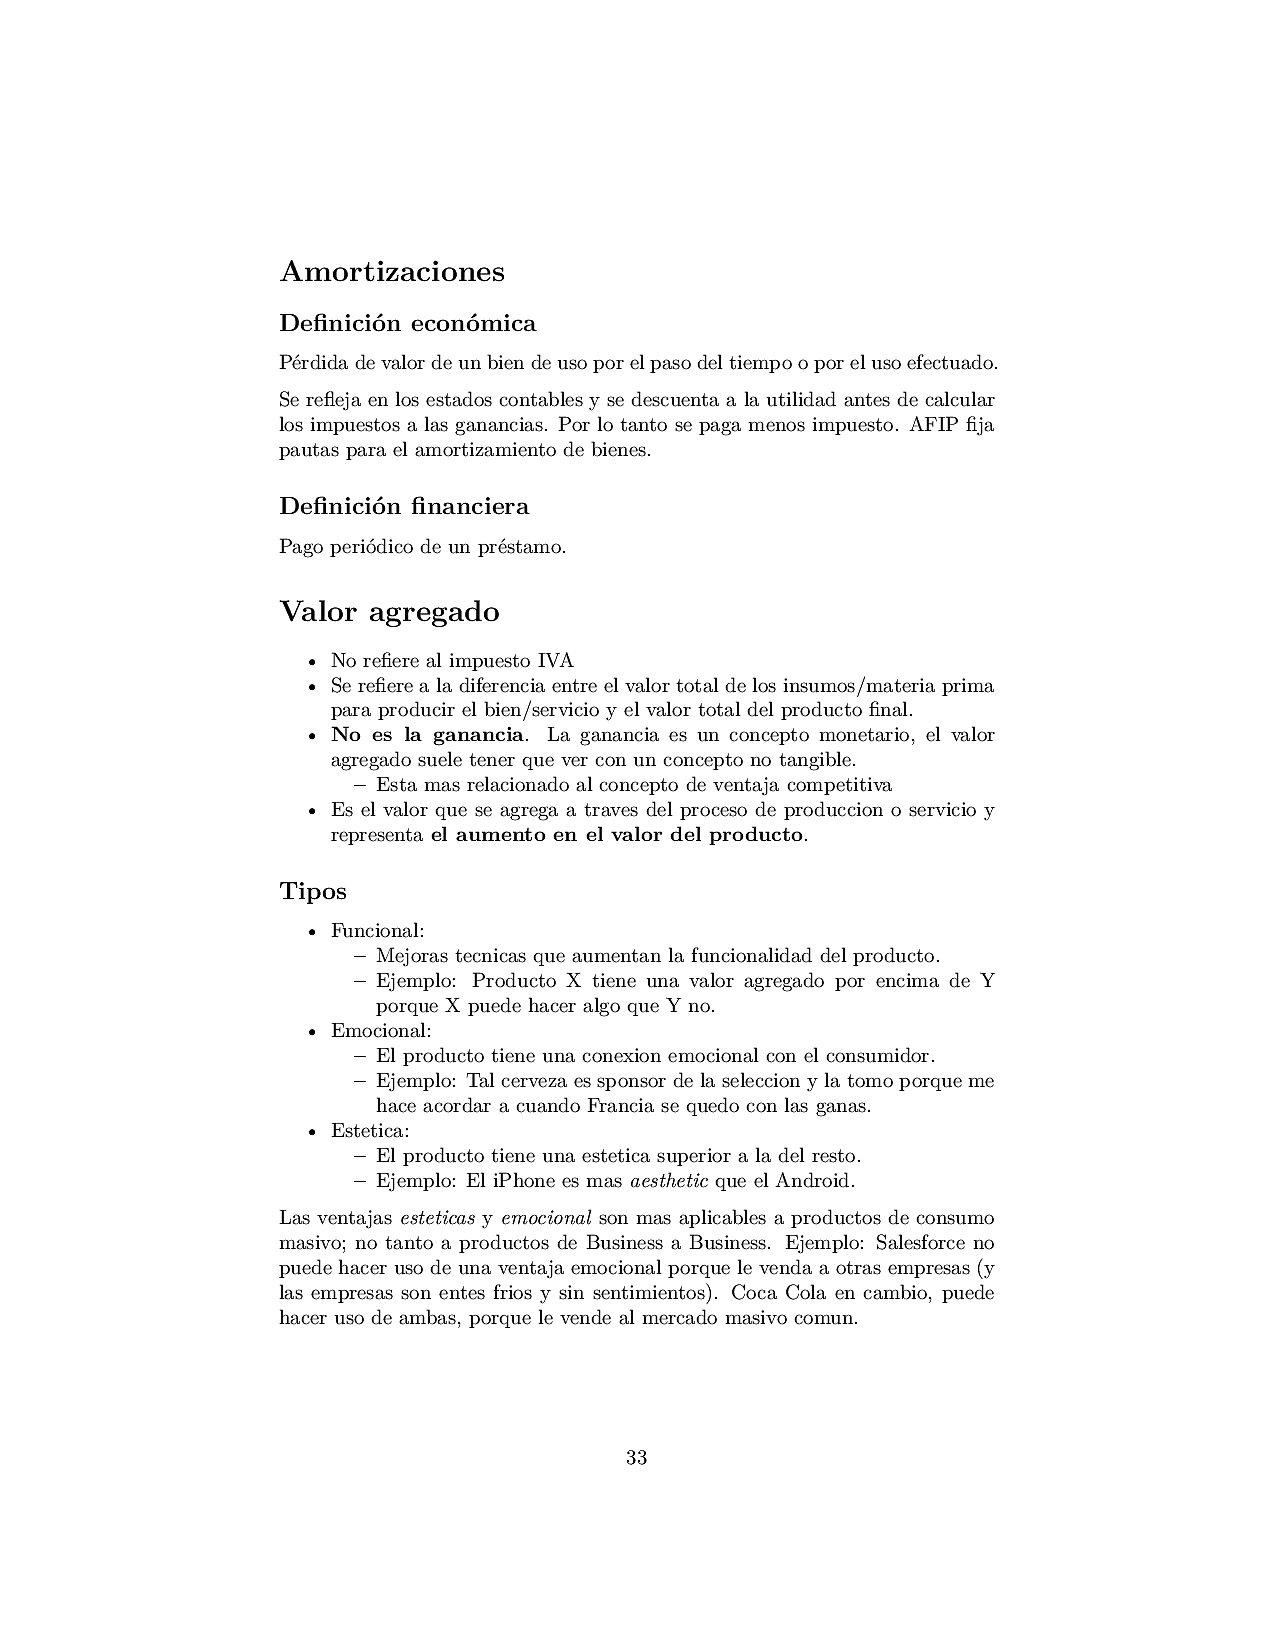 Amortizaciones
Definición económica
Pérdida de valor de un bien de uso por el paso del tiempo o por el uso efectuado.
Se refleja en los estados contables y se descuenta a la utilidad antes de calcular
los impuestos a las ganancias. Por lo tanto se paga menos impuesto. AFIP fija
pautas para el amortizamiento de bienes.
Definición financiera
Pago periódico de un préstamo.
Valor agregado
• No refiere al impuesto IVA
• Se refiere a la diferencia entre el valor total de los insumos/materia prima
para producir el bien/servicio y el valor total del producto final.
• No es la ganancia. La ganancia es un concepto monetario, el valor
agregado suele tener que ver con un concepto no tangible.
– Esta mas relacionado al concepto de ventaja competitiva
• Es el valor que se agrega a traves del proceso de produccion o servicio y
representa el aumento en el valor del producto.
Tipos
• Funcional:
– Mejoras tecnicas que aumentan la funcionalidad del producto.
– Ejemplo: Producto X tiene una valor agregado por encima de Y
porque X puede hacer algo que Y no.
• Emocional:
– El producto tiene una conexion emocional con el consumidor.
– Ejemplo: Tal cerveza es sponsor de la seleccion y la tomo porque me
hace acordar a cuando Francia se quedo con las ganas.
• Estetica:
– El producto tiene una estetica superior a la del resto.
– Ejemplo: El iPhone es mas aesthetic que el Android.
Las ventajas esteticas y emocional son mas aplicables a productos de consumo
masivo; no tanto a productos de Business a Business. Ejemplo: Salesforce no
puede hacer uso de una ventaja emocional porque le venda a otras empresas (y
las empresas son entes frios y sin sentimientos). Coca Cola en cambio, puede
hacer uso de ambas, porque le vende al mercado masivo comun.
33